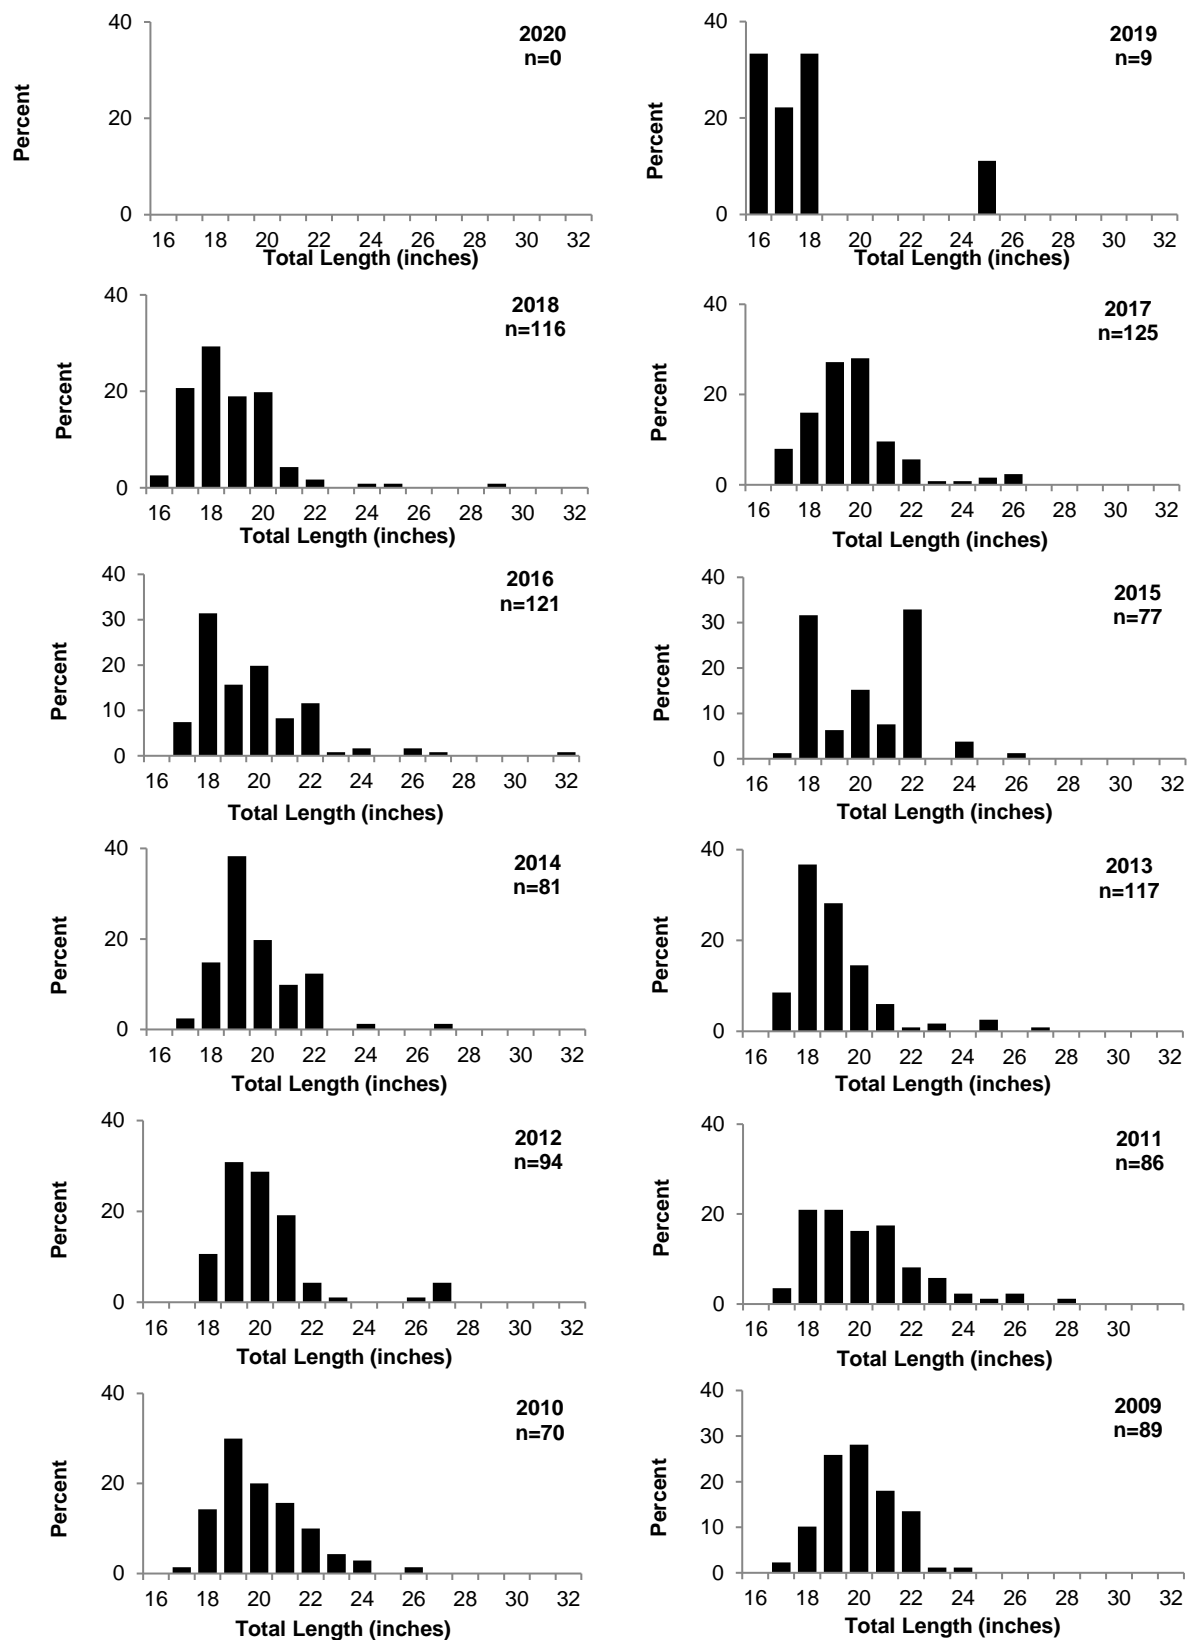 40
20
0
Percent
2020
n=0
16 18 20 22 24 26 28 30 32
Total Length (inches)
40
20
0
Percent
2019
n=9
16 18 20 22 24 26 28 30 32
Total Length (inches)
40
20
0
Percent
2018
n=116
16 18 20 22 24 26 28 30 32
Total Length (inches)
40
20
0
Percent
2017
n=125
16 18 20 22 24 26 28 30 32
Total Length (inches)
40
30
20
10
0
Percent
2016
n=121
16 18 20 22 24 26 28 30 32
Total Length (inches)
40
30
20
10
0
Percent
2015
n=77
16 18 20 22 24 26 28 30 32
Total Length (inches)
40
20
0
Percent
2014
n=81
16 18 20 22 24 26 28 30 32
Total Length (inches)
40
20
0
Percent
2013
n=117
16 18 20 22 24 26 28 30 32
Total Length (inches)
40
20
0
Percent
2012
n=94
16 18 20 22 24 26 28 30 32
Total Length (inches)
40
20
0
Percent
2011
n=86
16 18 20 22 24 26 28 30
Total Length (inches)
40
20
0
Percent
2010
n=70
16 18 20 22 24 26 28 30 32
Total Length (inches)
40
30
20
10
0
Percent
2009
n=89
16 18 20 22 24 26 28 30 32
Total Length (inches)